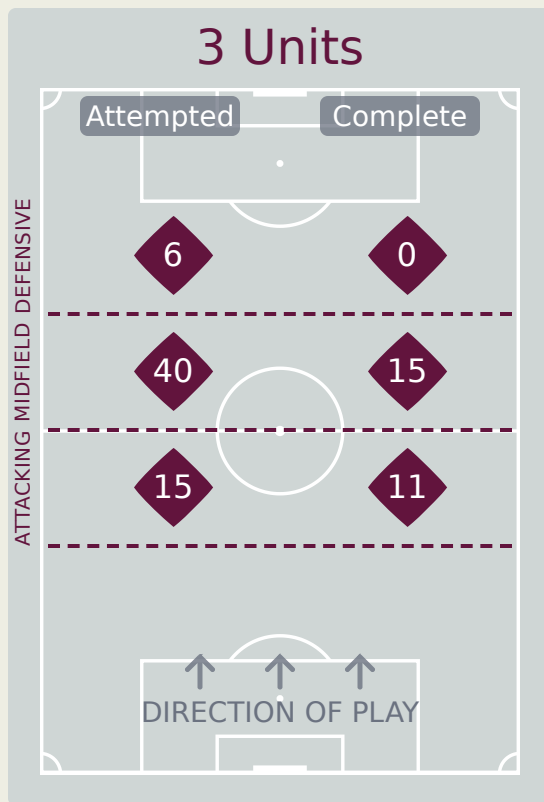 3 Units
Attempted Complete
6 0
40 15
15 11
ATTACKING MIDFIELD DEFENSIVE
DIRECTION OF PLAY